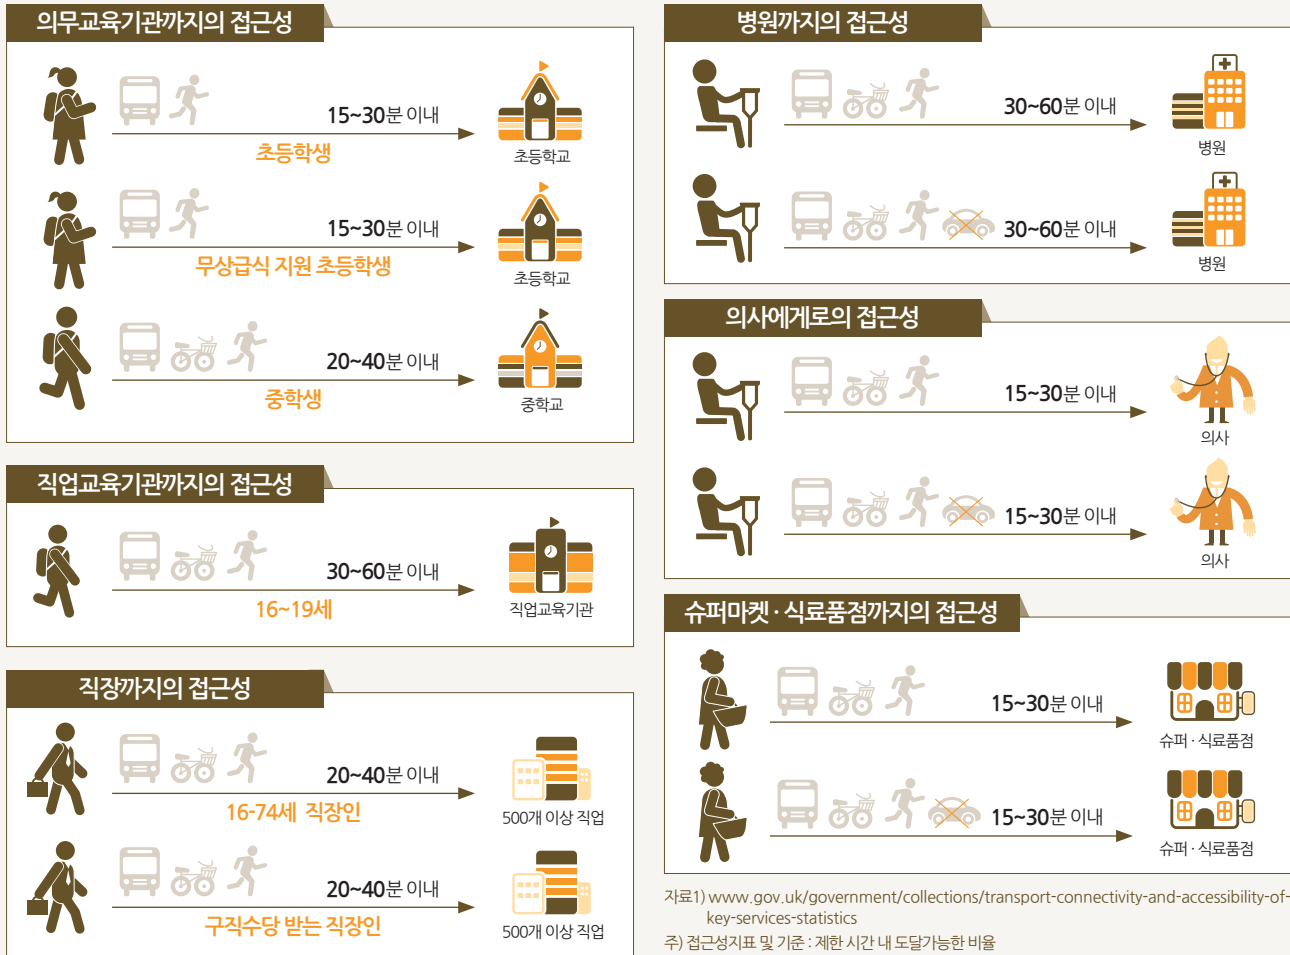 의무교육기관까지의 접근성
15~30분 이내
초등학생
초등학교
15~30분 이내
무상급식 지원 초등학생
초등학교
20~40분 이내
중학생
중학교
직업교육기관까지의 접근성
30~60분 이내
16~19세
직업교육기관
직장까지의 접근성
20~40분 이내
16-74세 직장인
500개 이상 직업
20~40분 이내
구직수당 받는 직장인
500개 이상 직업
병원까지의 접근성
30~60분 이내
병원
30~60분 이내
병원
의사에게로의 접근성
15~30분 이내
의사
15~30분 이내
의사
슈퍼마켓 · 식료품점까지의 접근성
15~30분 이내
슈퍼 · 식료품점
15~30분 이내
슈퍼 · 식료품점
자료1) www.gov.uk/government/collections/transport-connectivity-and-accessibility-of-
key-services-statistics
주) 접근성지표 및 기준 : 제한 시간 내 도달가능한 비율